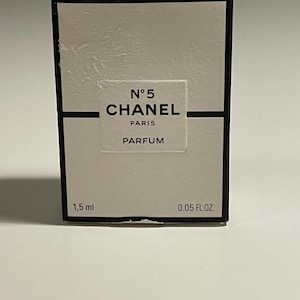 N°5
CHANEL
PARIS
PARFUM
1,5 ml 0.05 FL.OZ.